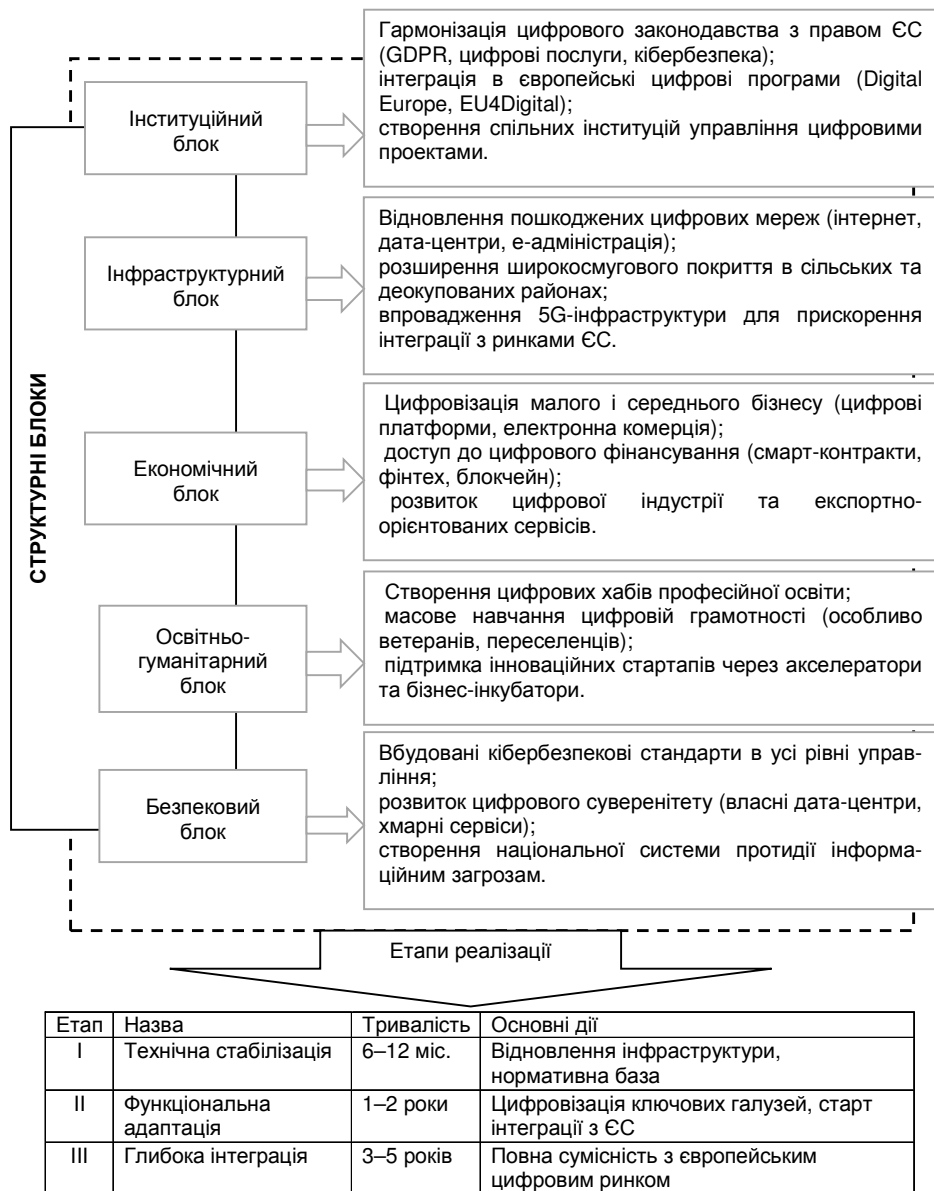 СТРУКТУРНІ БЛОКИ
Інституційний
блок
Гармонізація цифрового законодавства з правом ЄС
(GDPR, цифрові послуги, кібербезпека);
інтеграція в європейські цифрові програми (Digital
Europe, EU4Digital);
створення спільних інституцій управління цифровими
проектами.
Інфраструктурний
блок
Відновлення пошкоджених цифрових мереж (інтернет,
дата-центри, е-адміністрація);
розширення широкосмугового покриття в сільських та
деокупованих районах;
впровадження 5G-інфраструктури для прискорення
інтеграції з ринками ЄС.
Економічний
блок
Цифровізація малого і середнього бізнесу (цифрові
платформи, електронна комерція);
доступ до цифрового фінансування (смарт-контракти,
фінтех, блокчейн);
розвиток цифрової індустрії та експортно-
орієнтованих сервісів.
Освітньо-
гуманітарний
блок
Створення цифрових хабів професійної освіти;
масове навчання цифровій грамотності (особливо
ветеранів, переселенців);
підтримка інноваційних стартапів через акселератори
та бізнес-інкубатори.
Безпековий
блок
Вбудовані кібербезпекові стандарти в усі рівні управ-
ління;
розвиток цифрового суверенітету (власні дата-центри,
хмарні сервіси);
створення національної системи протидії інформа-
ційним загрозам.
Етапи реалізації
Етап Назва Тривалість Основні дії
I Технічна стабілізація 6–12 міс. Відновлення інфраструктури,
нормативна база
II Функціональна 1–2 роки Цифровізація ключових галузей, старт
адаптація інтеграції з ЄС
III Глибока інтеграція 3–5 років Повна сумісність з європейським
цифровим ринком